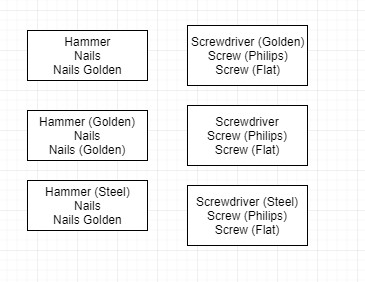 Hammer
Nails
Nails Golden
Screwdriver (Golden)
Screw (Philips)
Screw (Flat)
Hammer (Golden)
Nails
Nails (Golden)
Screwdriver
Screw (Philips)
Screw (Flat)
Hammer (Steel)
Nails
Nails Golden
Screwdriver (Steel)
Screw (Philips)
Screw (Flat)